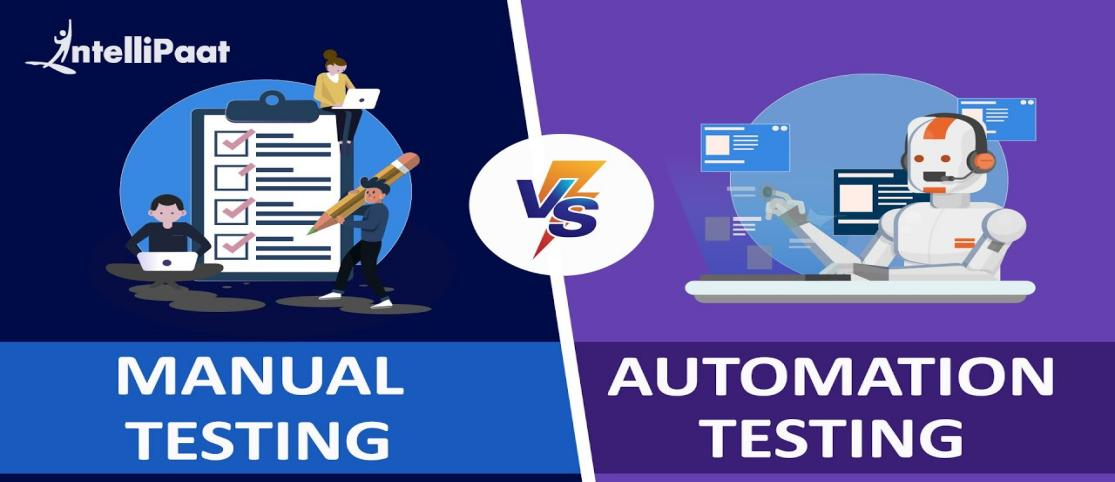 IntelliPaat
VS
MANUAL
TESTING
AUTOMATION
TESTING